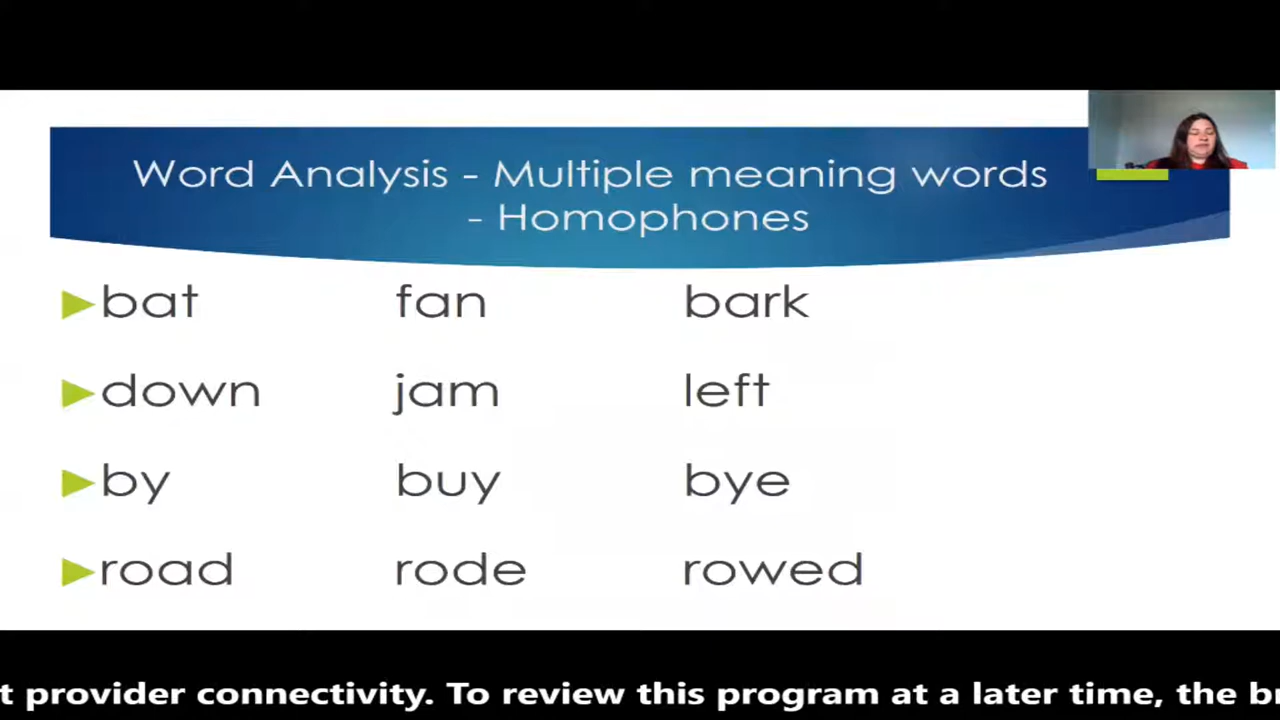 Word Analysis - Multiple meaning words
- Homophones
bat fan bark
down jam left
by buy bye
road rode rowed
provider connectivity. To review this program at a later time, the